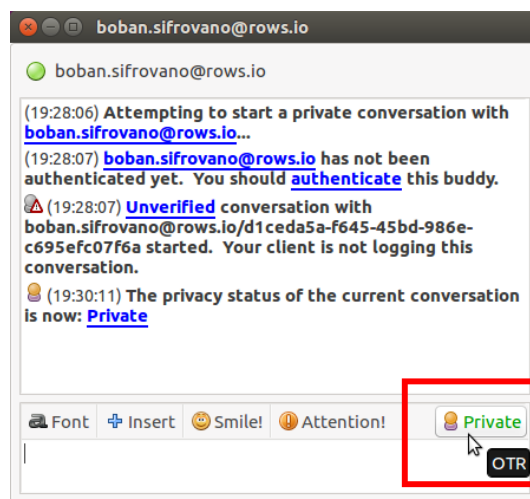 boban.sifrovano@rows.io
boban.sifrovano@rows.io
(19:28:06) Attempting to start a private conversation with
boban.sifrovano@rows.io...
(19:28:07) boban.sifrovano@rows.io has not been
authenticated yet.  You should authenticate this buddy.
(19:28:07) Unverified conversation with
boban.sifrovano@rows.io/d1ceda5a-f645-45bd-986e-
c695efc07f6a started.  Your client is not logging this
conversation.
(19:30:11) The privacy status of the current conversation
is now: Private
Font Insert Smile! Attention! Private
OTR